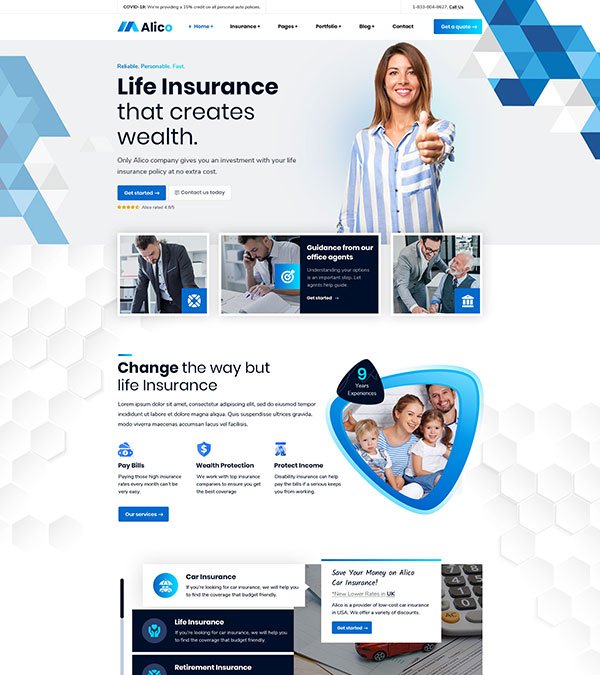 COVID-19: We're providing a 15% credit on all personal auto policies.
1-833-604-8627, Call Us
Alico
Home + Insurance + Pages + Portfolio + Blog + Contact
Get a quote →
Reliable. Personable. Fast.
Life Insurance
that creates
wealth.
Only Alico company gives you an investment with your life
insurance policy at no extra cost.
Get started →
Contact us today
Alico rated 4.8/5
Guidance from our
office agents
Understanding your options
is an important step. Let
agents help guide.
Get started →
Change the way but
life Insurance
Lorem ipsum dolor sit amet, consectetur adipiscing elit, sed do eiusmod tempor
incididunt ut labore et dolore magna aliqua. Quis suspendisse ultrices gravida,
modo viverra maecenas accumsan lacus vel facilisis.
9
Years
Experiences
Pay Bills
Paying those high insurance
rates every month can't be
very easy.
Wealth Protection
We work with top insurance
companies to ensure you get
the best coverage
Protect Income
Disability insurance can help
pay the bills if a serious keeps
you from working.
Our services →
Car Insurance
If you're looking for car insurance, we will help you
to find the coverage that budget friendly.
Life Insurance
If you're looking for car insurance, we will help you
to find the coverage that budget friendly.
Retirement Insurance
Save Your Money on Alico
Car Insurance!
*New Lower Rates in UK
Alico is a provider of low-cost car insurance
in USA. We offer a variety of discounts.
Get started →